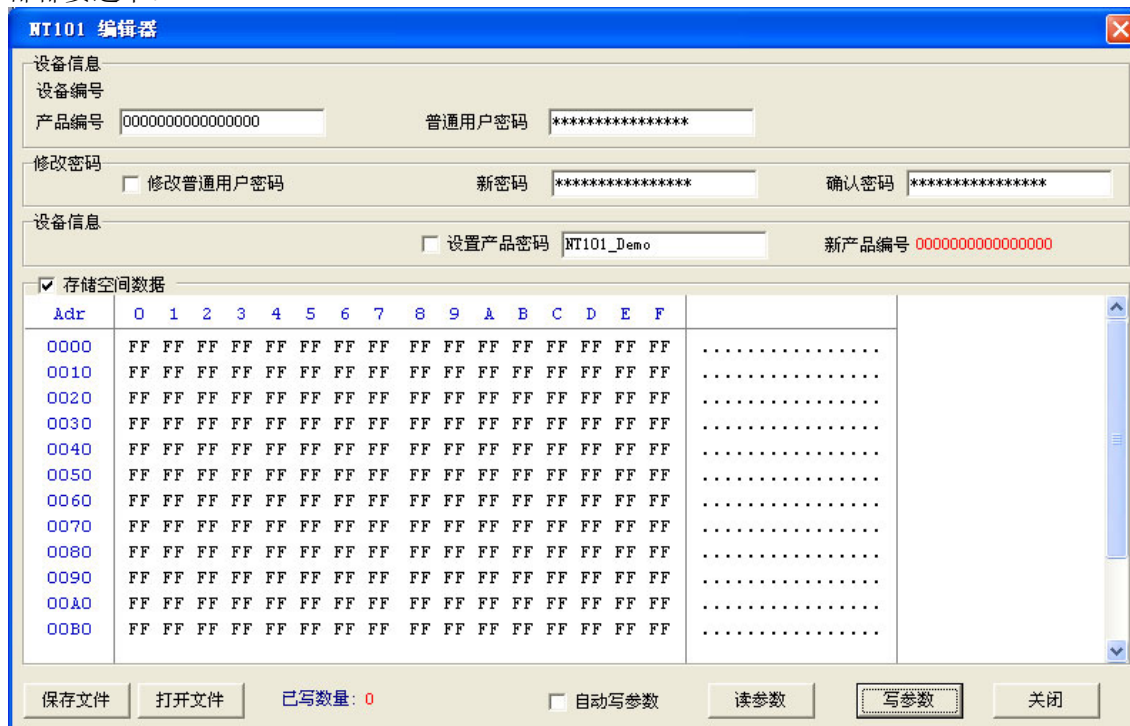 NT101 编辑器
设备信息
设备编号
产品编号 0000000000000000 普通用户密码 ****************
修改密码
修改普通用户密码 新密码 **************** 确认密码 ****************
设备信息
设置产品密码 NT101_Demo 新产品编号 0000000000000000
存储空间数据
Adr 0 1 2 3 4 5 6 7 8 9 A B C D E F
0000 FF FF FF FF FF FF FF FF FF FF FF FF FF FF FF FF ................
0010 FF FF FF FF FF FF FF FF FF FF FF FF FF FF FF FF ................
0020 FF FF FF FF FF FF FF FF FF FF FF FF FF FF FF FF ................
0030 FF FF FF FF FF FF FF FF FF FF FF FF FF FF FF FF ................
0040 FF FF FF FF FF FF FF FF FF FF FF FF FF FF FF FF ................
0050 FF FF FF FF FF FF FF FF FF FF FF FF FF FF FF FF ................
0060 FF FF FF FF FF FF FF FF FF FF FF FF FF FF FF FF ................
0070 FF FF FF FF FF FF FF FF FF FF FF FF FF FF FF FF ................
0080 FF FF FF FF FF FF FF FF FF FF FF FF FF FF FF FF ................
0090 FF FF FF FF FF FF FF FF FF FF FF FF FF FF FF FF ................
00A0 FF FF FF FF FF FF FF FF FF FF FF FF FF FF FF FF ................
00B0 FF FF FF FF FF FF FF FF FF FF FF FF FF FF FF FF ................
保存文件 打开文件 已写数量: 0 自动写参数 读参数 写参数 关闭